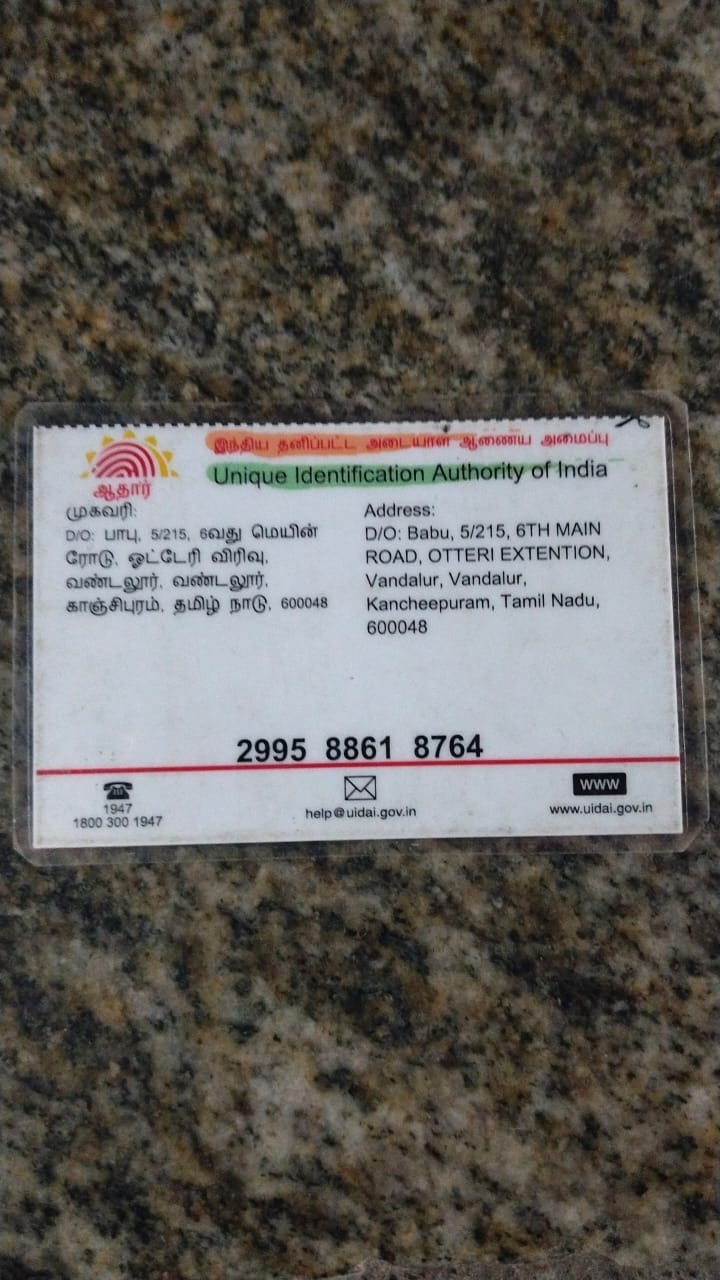 இந்திய தனிப்பட்ட அடையாள ஆணைய அமைப்பு
Unique Identification Authority of India
ஆதார்
முகவரி:
D/O: பாபு, 5/215, 6வது மெயின்
ரோடு, ஓட்டேரி விரிவு,
வண்டலூர், வண்டலூர்,
காஞ்சிபுரம், தமிழ் நாடு, 600048
Address:
D/O: Babu, 5/215, 6TH MAIN
ROAD, OTTERI EXTENTION,
Vandalur, Vandalur,
Kancheepuram, Tamil Nadu,
600048
2995 8861 8764
1947
1800 300 1947
help@uidai.gov.in
WWW
www.uidai.gov.in